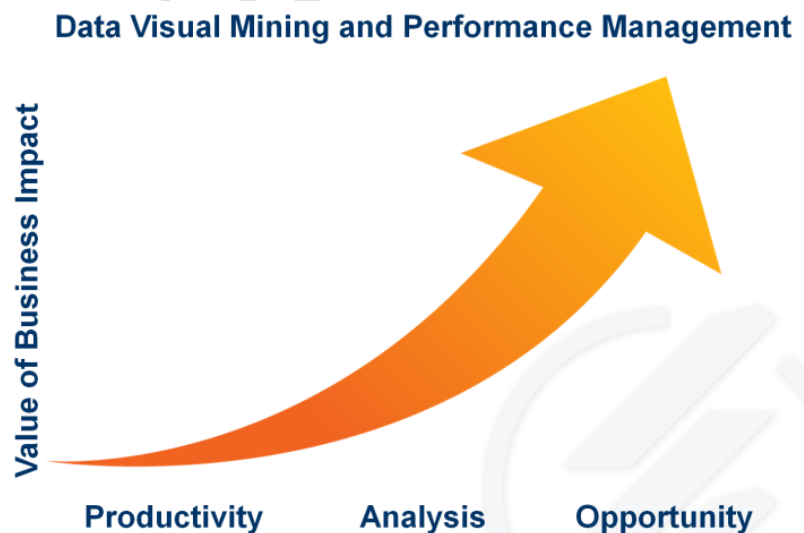 Data Visual Mining and Performance Management
Value of Business Impact
Productivity Analysis Opportunity